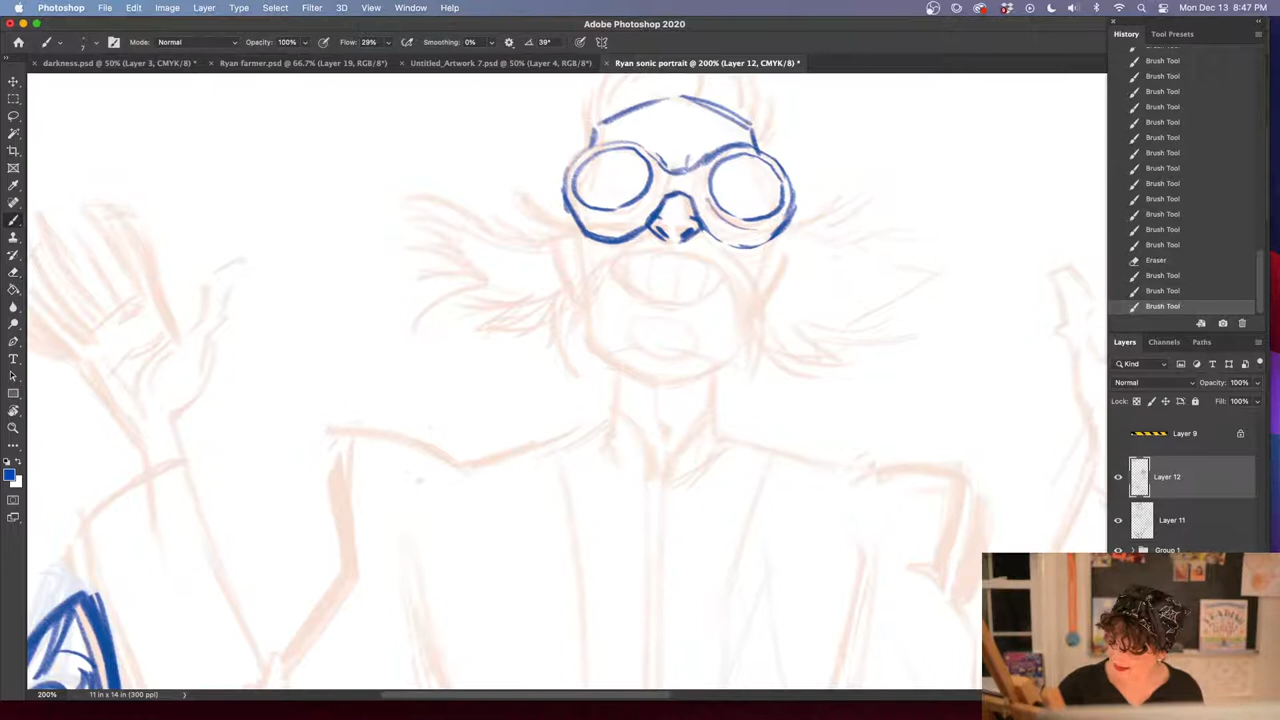 Photoshop File Edit Image Layer Type Select Filter 3D View Window Help Mon Dec 13 8:47 PM
Adobe Photoshop 2020
Mode: Normal Opacity: 100% Flow: 29% Smoothing: 0% 39°
darkness.psd @ 50% (Layer 3, CMYK/8) * Ryan farmer.psd @ 66.7% (Layer 19, RGB/8) * Untitled_Artwork 7.psd @ 50% (Layer 4, RGB/8) * Ryan sonic portrait @ 200% (Layer 12, CMYK/8) *
History Tool Presets
Brush Tool
Brush Tool
Brush Tool
Brush Tool
Brush Tool
Brush Tool
Brush Tool
Brush Tool
Brush Tool
Brush Tool
Brush Tool
Brush Tool
Brush Tool
Eraser
Brush Tool
Brush Tool
Brush Tool
Layers Channels Paths
Kind
Normal Opacity: 100%
Lock: Fill: 100%
Layer 9
Layer 12
Layer 11
Group 1
200% 11 in x 14 in (300 ppi)